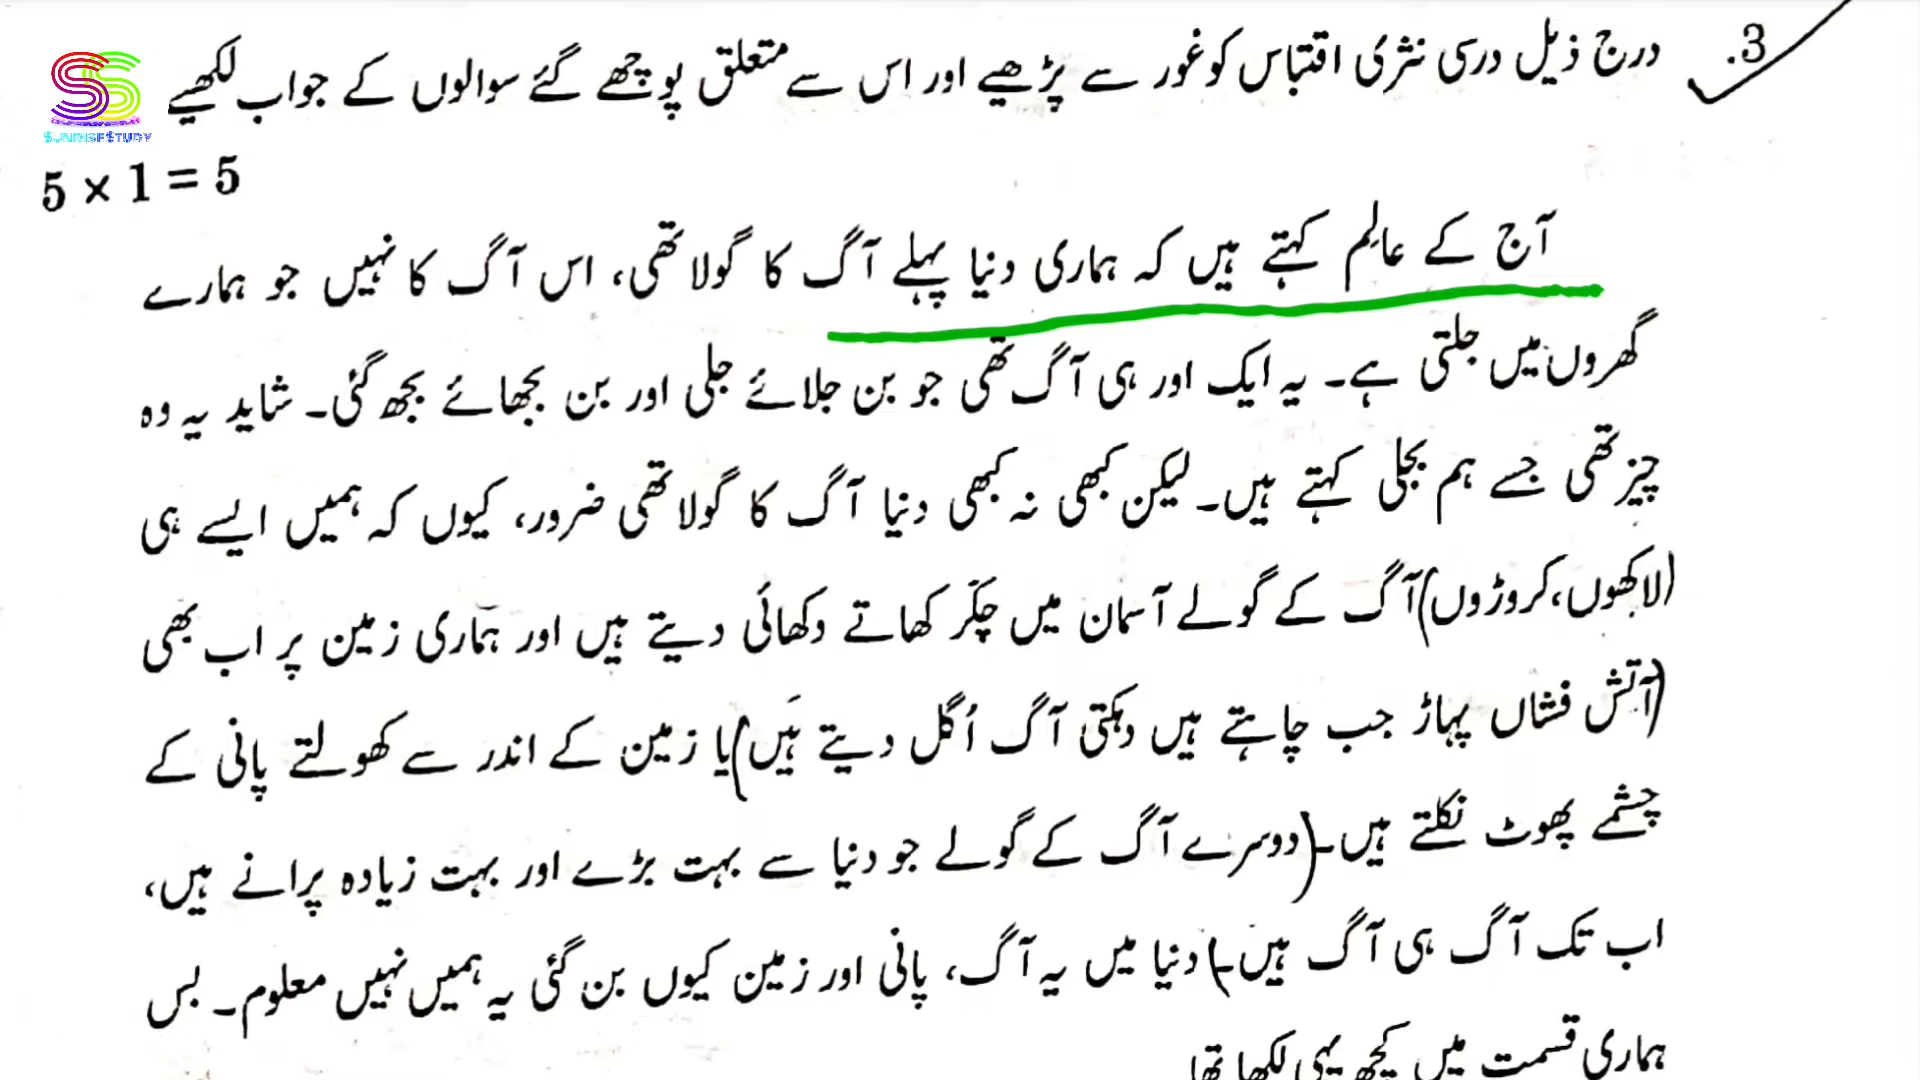 3. درج ذیل درسی نثری اقتباس کو غور سے پڑھیے اور اس سے متعلق پوچھے گئے سوالوں کے جواب لکھیے
SUNRISE STUDY
5 × 1 = 5
آج کے عالِم کہتے ہیں کہ ہماری دنیا پہلے آگ کا گولا تھی، اس آگ کا نہیں جو ہمارے
گھروں میں جلتی ہے۔ یہ ایک اور ہی آگ تھی جو بن جلائے جلی اور بن بجھائے بجھ گئی۔ شاید یہ وہ
چیز تھی جسے ہم بجلی کہتے ہیں۔ لیکن کبھی نہ کبھی دنیا آگ کا گولا تھی ضرور، کیوں کہ ہمیں ایسے ہی
(لاکھوں، کروڑوں) آگ کے گولے آسمان میں چکّر کھاتے دکھائی دیتے ہیں اور ہماری زمین پر اب بھی
(آتش فشاں پہاڑ جب چاہتے ہیں دہکتی آگ اُگل دیتے ہیں) یا زمین کے اندر سے کھولتے پانی کے
چشمے پھوٹ نکلتے ہیں۔ (دوسرے آگ کے گولے جو دنیا سے بہت بڑے اور بہت زیادہ پرانے ہیں،
اب تک آگ ہی آگ ہیں۔) دنیا میں یہ آگ، پانی اور زمین کیوں بن گئی یہ ہمیں نہیں معلوم۔ بس
ہماری قسمت میں کچھ یہی لکھا تھا